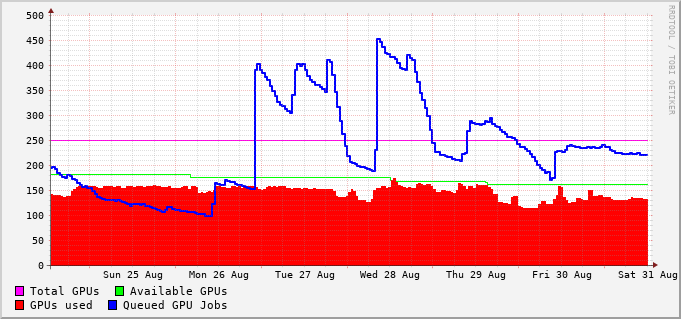 500
450
400
350
300
250
200
150
100
50
0
Sun 25 Aug Mon 26 Aug Tue 27 Aug Wed 28 Aug Thu 29 Aug Fri 30 Aug Sat 31 Aug
Total GPUs Available GPUs
GPUs used Queued GPU Jobs
RRDTOOL / TOBI OETIKER